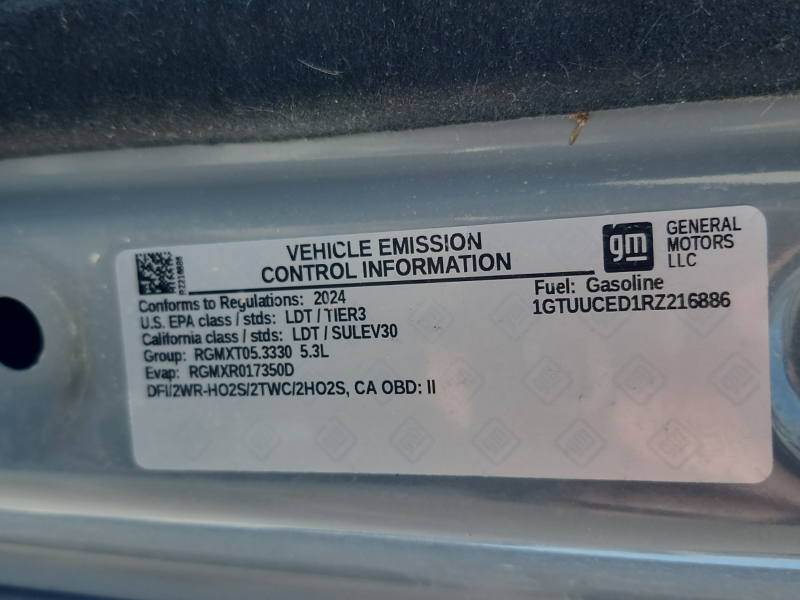 VEHICLE EMISSION
CONTROL INFORMATION
gm
GENERAL
MOTORS
LLC
RZ216886
Conforms to Regulations: 2024
U.S. EPA class / stds: LDT / TIER3
California class / stds: LDT / SULEV30
Group: RGMXT05.3330 5.3L
Evap: RGMXR017350D
DFI/2WR-HO2S/2TWC/2HO2S, CA OBD: II
Fuel: Gasoline
1GTUUCED1RZ216886